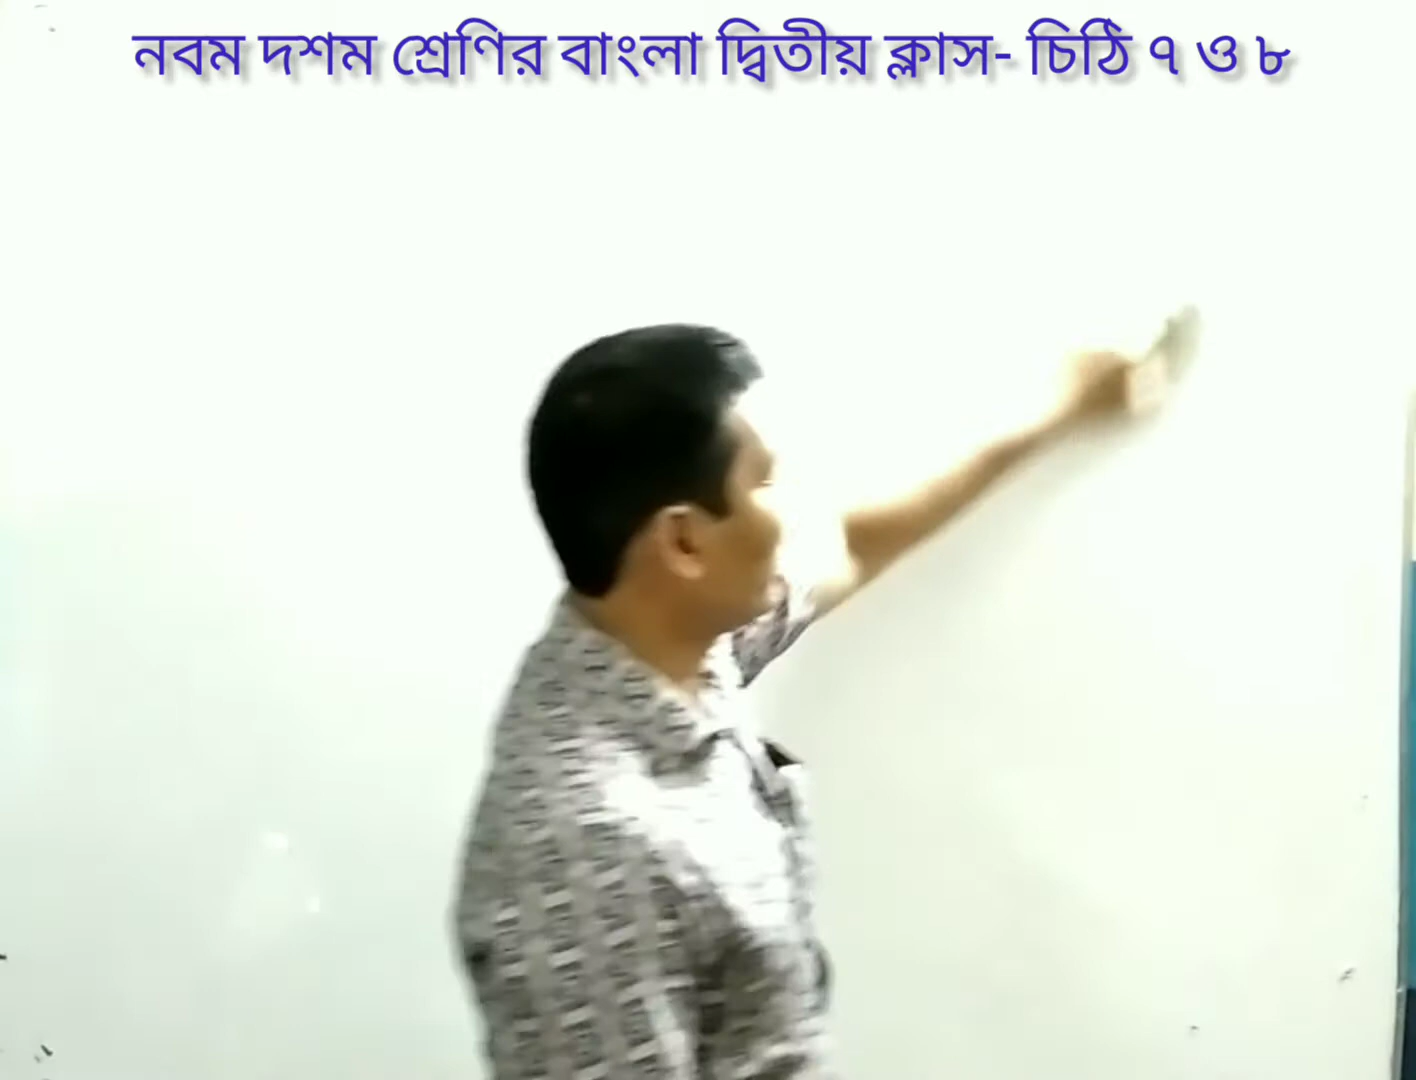 নবম দশম শ্রেণির বাংলা দ্বিতীয় ক্লাস- চিঠি ৭ ও ৮